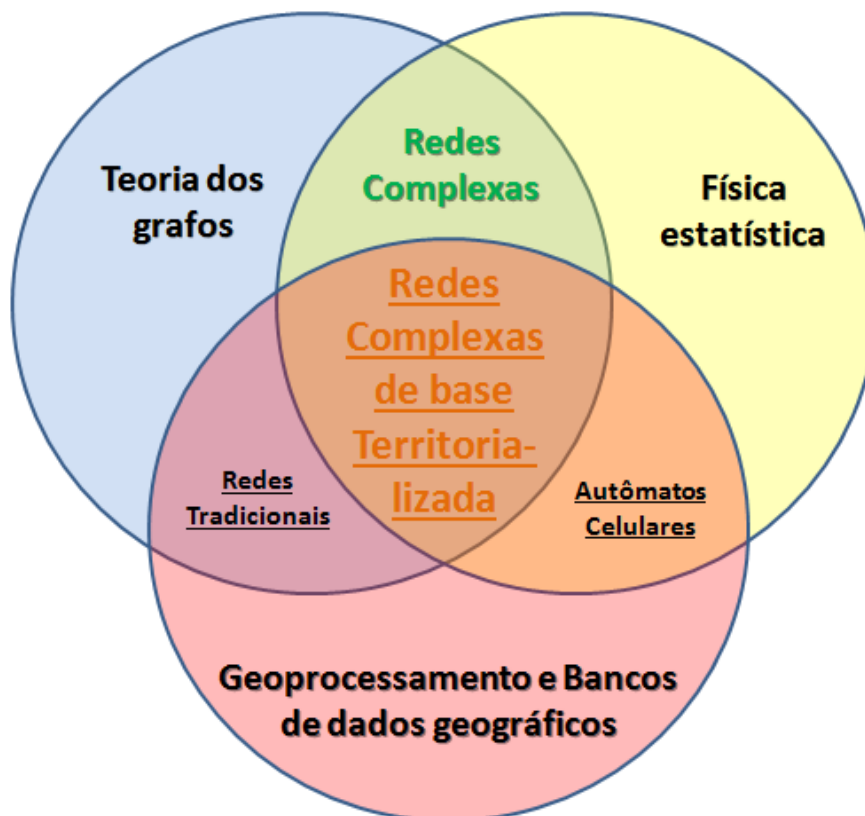 Redes
Complexas
Teoria dos
grafos
Física
estatística
Redes
Complexas
de base
Territoria-
lizada
Redes
Tradicionais
Autômatos
Celulares
Geoprocessamento e Bancos
de dados geográficos